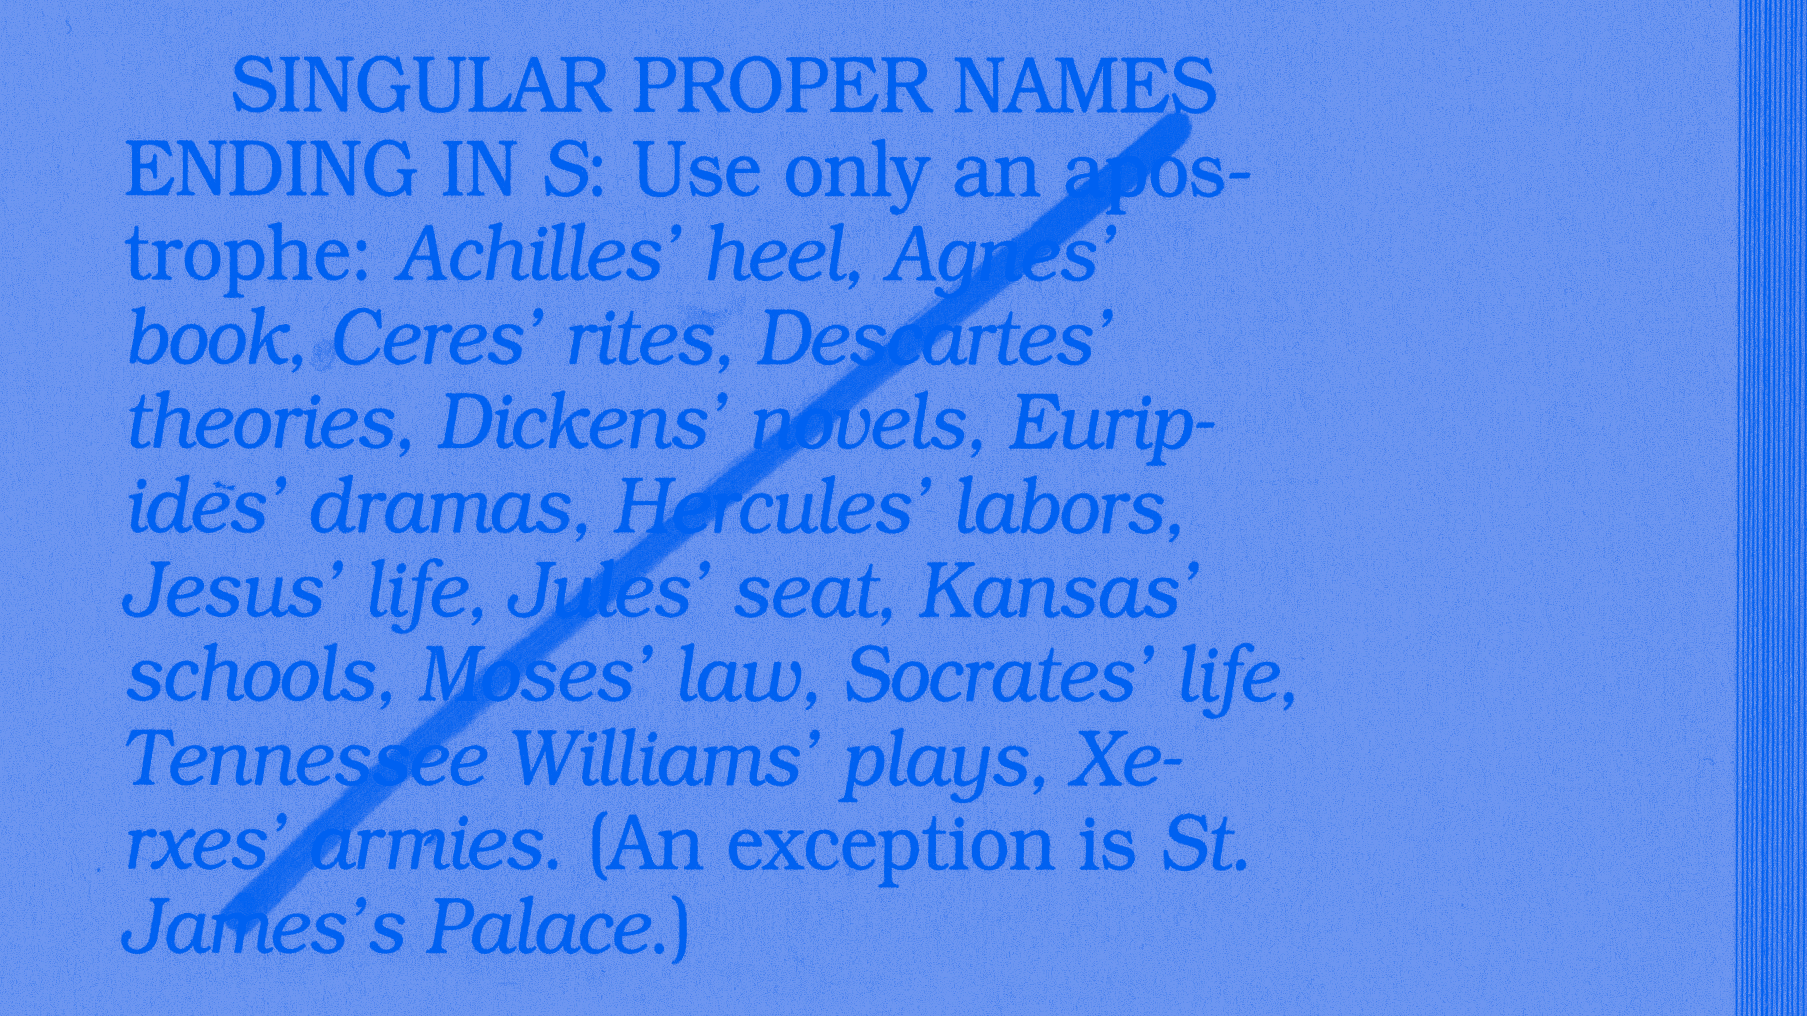 SINGULAR PROPER NAMES
ENDING IN S: Use only an apos-
trophe: Achilles’ heel, Agnes’
book, Ceres’ rites, Descartes’
theories, Dickens’ novels, Eurip-
ides’ dramas, Hercules’ labors,
Jesus’ life, Jules’ seat, Kansas’
schools, Moses’ law, Socrates’ life,
Tennessee Williams’ plays, Xe-
rxes’ armies. (An exception is St.
James’s Palace.)